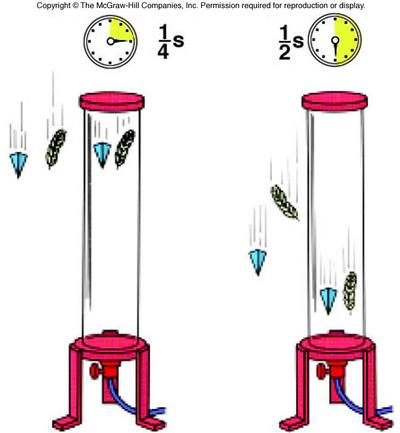 Copyright © The McGraw-Hill Companies, Inc. Permission required for reproduction or display.
1/4 s
1/2 s